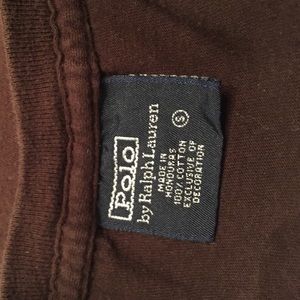 Polo
by Ralph Lauren
S
MADE IN
HONDURAS
100% COTTON
EXCLUSIVE OF
DECORATION